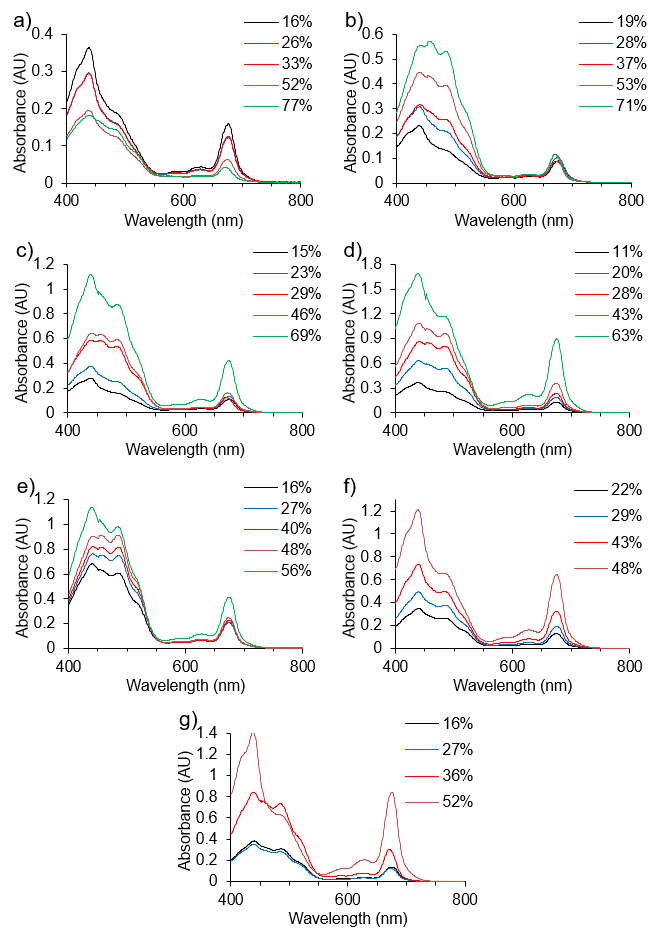 a)
16%
26%
33%
52%
77%
0.4
0.3
0.2
0.1
0
Absorbance (AU)
400 600 800
Wavelength (nm)
b)
19%
28%
37%
53%
71%
0.6
0.5
0.4
0.3
0.2
0.1
0
Absorbance (AU)
400 600 800
Wavelength (nm)
c)
15%
23%
29%
46%
69%
1.2
1
0.8
0.6
0.4
0.2
0
Absorbance (AU)
400 600 800
Wavelength (nm)
d)
11%
20%
28%
43%
63%
1.8
1.5
1.2
0.9
0.6
0.3
0
Absorbance (AU)
400 600 800
Wavelength (nm)
e)
16%
27%
40%
48%
56%
1.2
1
0.8
0.6
0.4
0.2
0
Absorbance (AU)
400 600 800
Wavelength (nm)
f)
22%
29%
43%
48%
1.2
1
0.8
0.6
0.4
0.2
0
Absorbance (AU)
400 600 800
Wavelength (nm)
g)
16%
27%
36%
52%
1.4
1.2
1
0.8
0.6
0.4
0.2
0
Absorbance (AU)
400 600 800
Wavelength (nm)